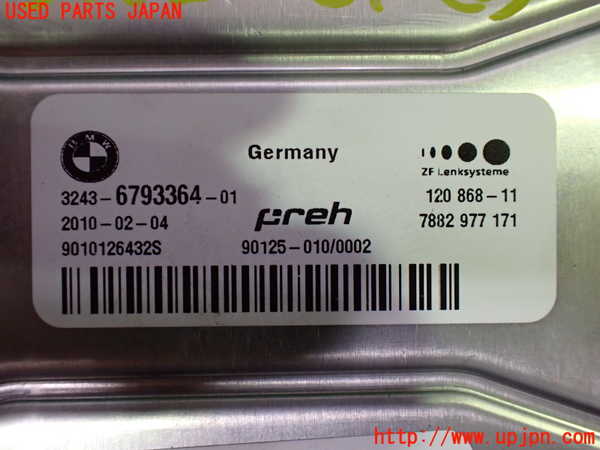 USED PARTS JAPAN
BMW
Germany
ZF Lenksysteme
3243-6793364-01
120 868-11
2010-02-04
preh
7882 977 171
9010126432S
90125-010/0002
http://www.upjpn.com